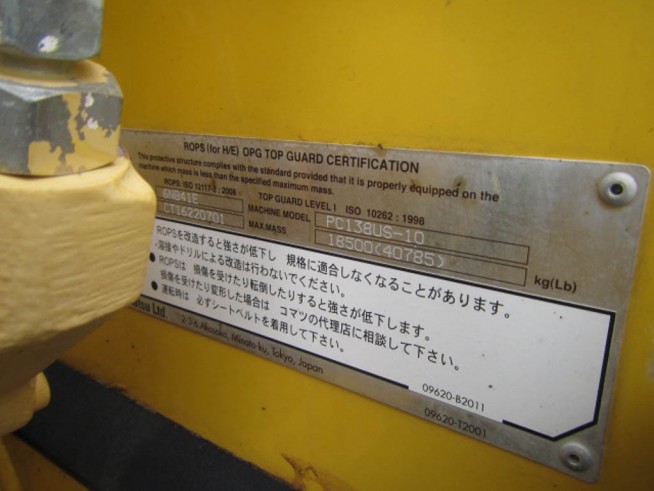 ROPS (for H/E) OPG TOP GUARD CERTIFICATION
This protective structure complies with the standard provided that it is properly equipped on the
machine which mass is less than the specified maximum mass.
ROPS: ISO 12117-2 : 2008 TOP GUARD LEVEL I ISO 10262 : 1998
MACHINE MODEL PC138US-10
MAX.MASS 18500(40785) kg(Lb)
ROPSを改造すると強さが低下し 規格に適合しなくなることがあります。
・溶接やドリルによる改造は行わないでください。
● ROPSは 損傷を受けたり転倒したりすると強さが低下します。
損傷を受けたり変形した場合は コマツの代理店に相談して下さい。
● 運転時は 必ずシートベルトを着用して下さい。
Ltd
2-3-6, Akasaka, Minato-ku, Tokyo, Japan
09620-B2011
09620-T2001